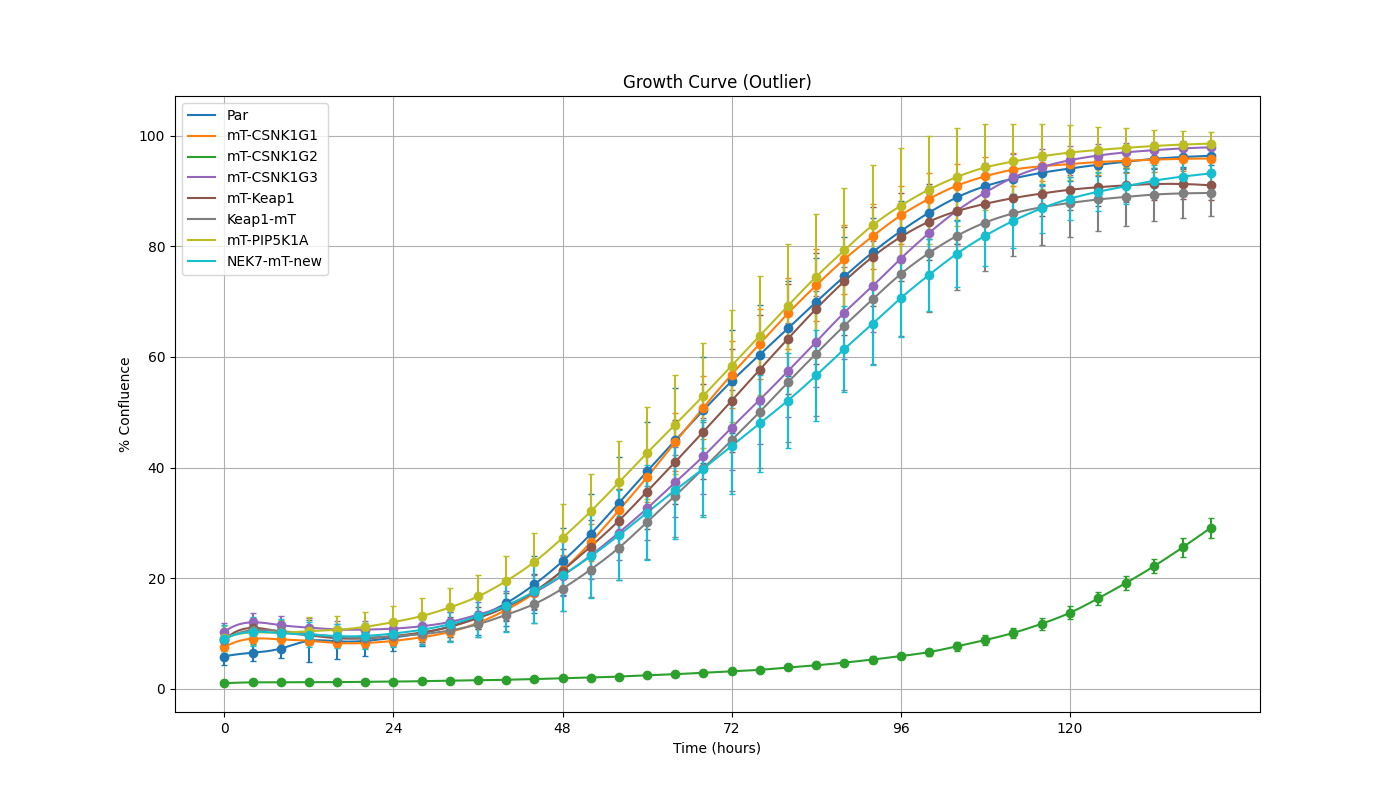 Growth Curve (Outlier)
Par
mT-CSNK1G1
mT-CSNK1G2
mT-CSNK1G3
mT-Keap1
Keap1-mT
mT-PIP5K1A
NEK7-mT-new
% Confluence
100
80
60
40
20
0
0 24 48 72 96 120
Time (hours)